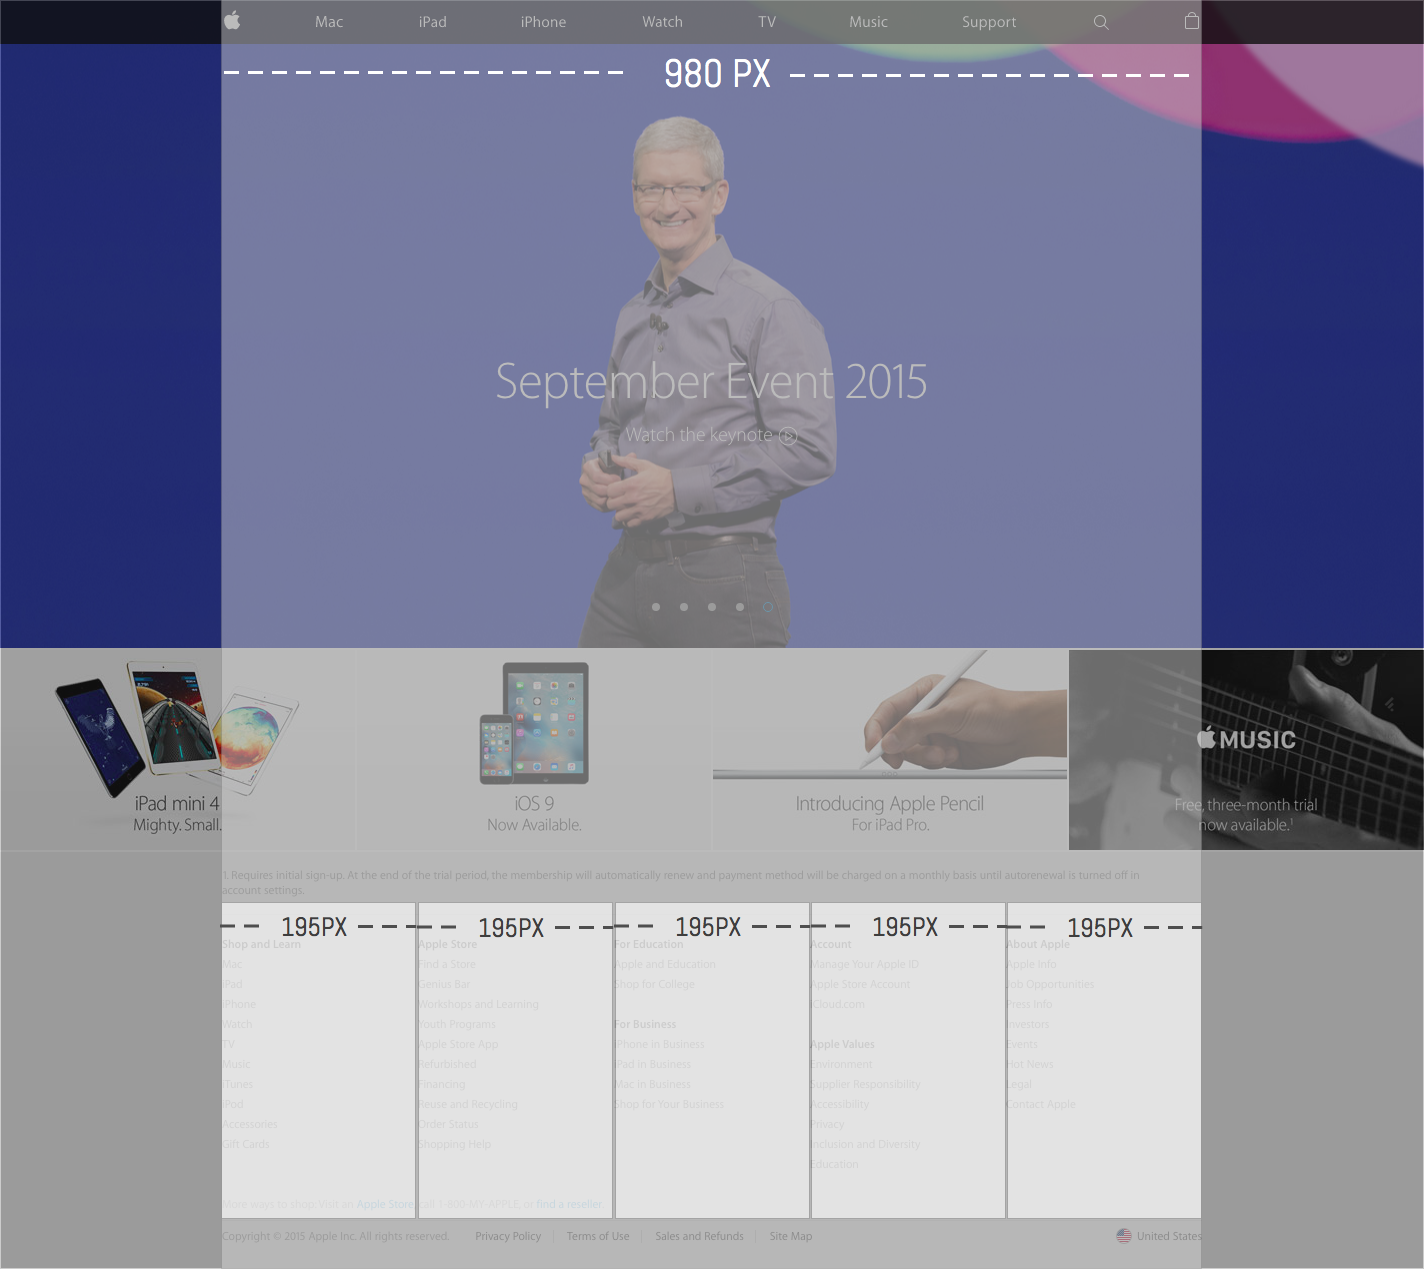 Mac iPad iPhone Watch TV Music Support
980 PX
September Event 2015
Watch the keynote
iPad mini 4
Mighty. Small.
iOS 9
Now Available.
Introducing Apple Pencil
For iPad Pro.
MUSIC
Free, three-month trial
now available.1
1. Requires initial sign-up. At the end of the trial period, the membership will automatically renew and payment method will be charged on a monthly basis until autorenewal is turned off in
account settings.
195PX 195PX 195PX 195PX 195PX
Shop and Learn
Mac
iPad
iPhone
Watch
TV
Music
iTunes
iPod
Accessories
Gift Cards
Apple Store
Find a Store
Genius Bar
Workshops and Learning
Youth Programs
Apple Store App
Refurbished
Financing
Reuse and Recycling
Order Status
Shopping Help
For Education
Apple and Education
Shop for College
For Business
iPhone in Business
iPad in Business
Mac in Business
Shop for Your Business
Account
Manage Your Apple ID
Apple Store Account
iCloud.com
Apple Values
Environment
Supplier Responsibility
Accessibility
Privacy
Inclusion and Diversity
Education
About Apple
Apple Info
Job Opportunities
Press Info
Investors
Events
Hot News
Legal
Contact Apple
More ways to shop: Visit an Apple Store, call 1-800-MY-APPLE, or find a reseller.
Copyright © 2015 Apple Inc. All rights reserved. Privacy Policy Terms of Use Sales and Refunds Site Map United States